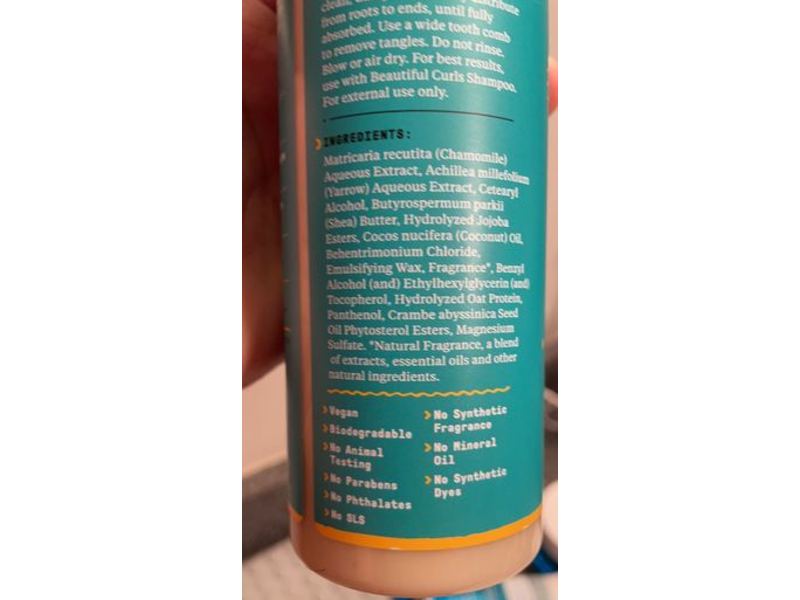 from roots to ends, until fully
absorbed. Use a wide tooth comb
to remove tangles. Do not rinse.
Blow or air dry. For best results,
use with Beautiful Curls Shampoo.
For external use only.
INGREDIENTS:
Matricaria recutita (Chamomile)
Aqueous Extract, Achillea millefolium
(Yarrow) Aqueous Extract, Cetearyl
Alcohol, Butyrospermum parkii
(Shea) Butter, Hydrolyzed Jojoba
Esters, Cocos nucifera (Coconut) Oil,
Behentrimonium Chloride,
Emulsifying Wax, Fragrance*, Benzyl
Alcohol (and) Ethylhexylglycerin (and)
Tocopherol, Hydrolyzed Oat Protein,
Panthenol, Crambe abyssinica Seed
Oil Phytosterol Esters, Magnesium
Sulfate. *Natural Fragrance, a blend
of extracts, essential oils and other
natural ingredients.
Vegan
Biodegradable
No Animal
Testing
No Parabens
No Phthalates
No SLS
No Synthetic
Fragrance
No Mineral
Oil
No Synthetic
Dyes